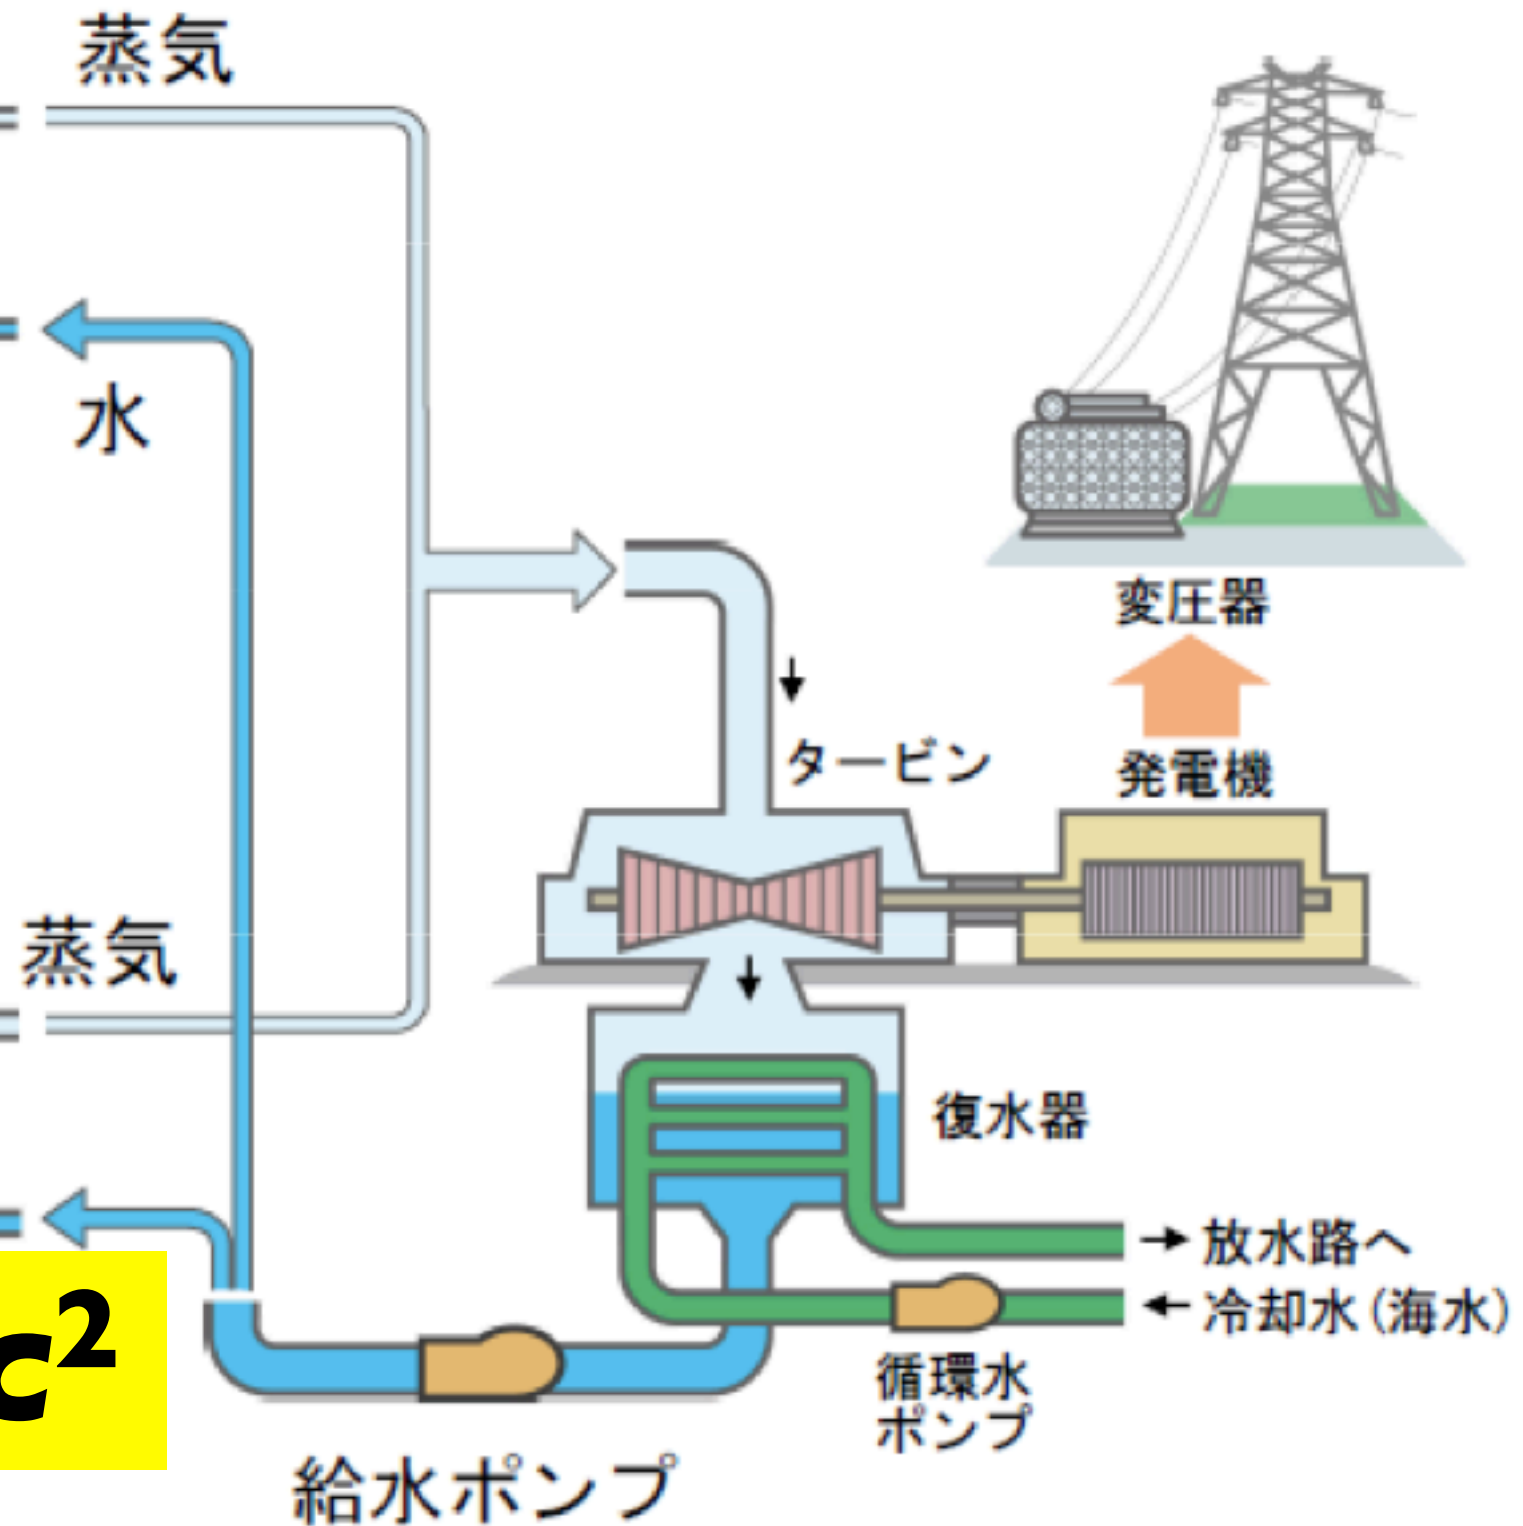 蒸気
水
変圧器
発電機
タービン
蒸気
復水器
放水路へ
冷却水(海水)
循環水
ポンプ
c²
給水ポンプ